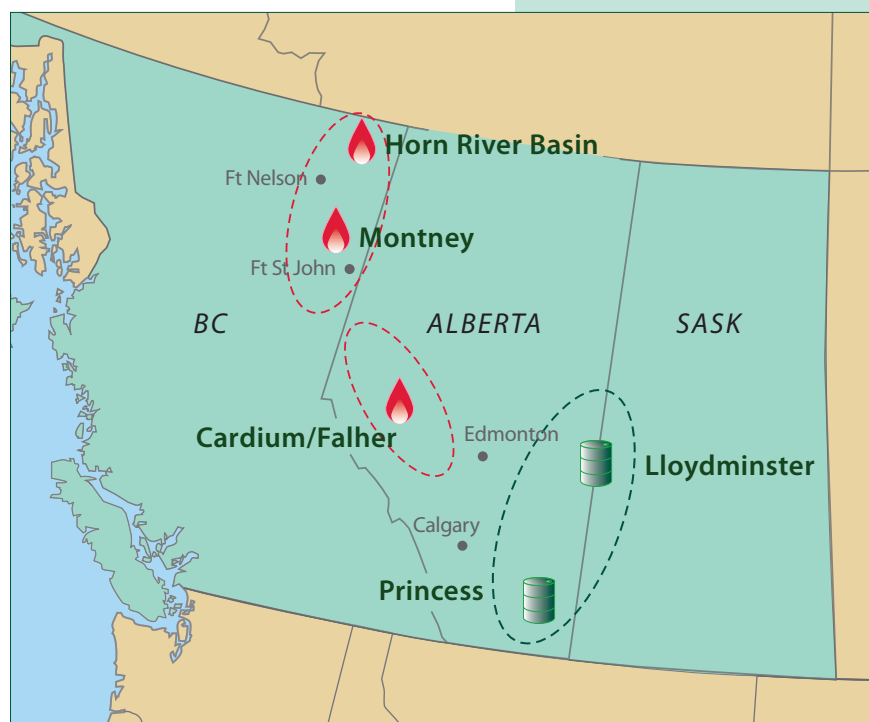 Horn River Basin
Ft Nelson
Montney
Ft St John
BC
ALBERTA
SASK
Cardium/Falher
Edmonton
Lloydminster
Calgary
Princess